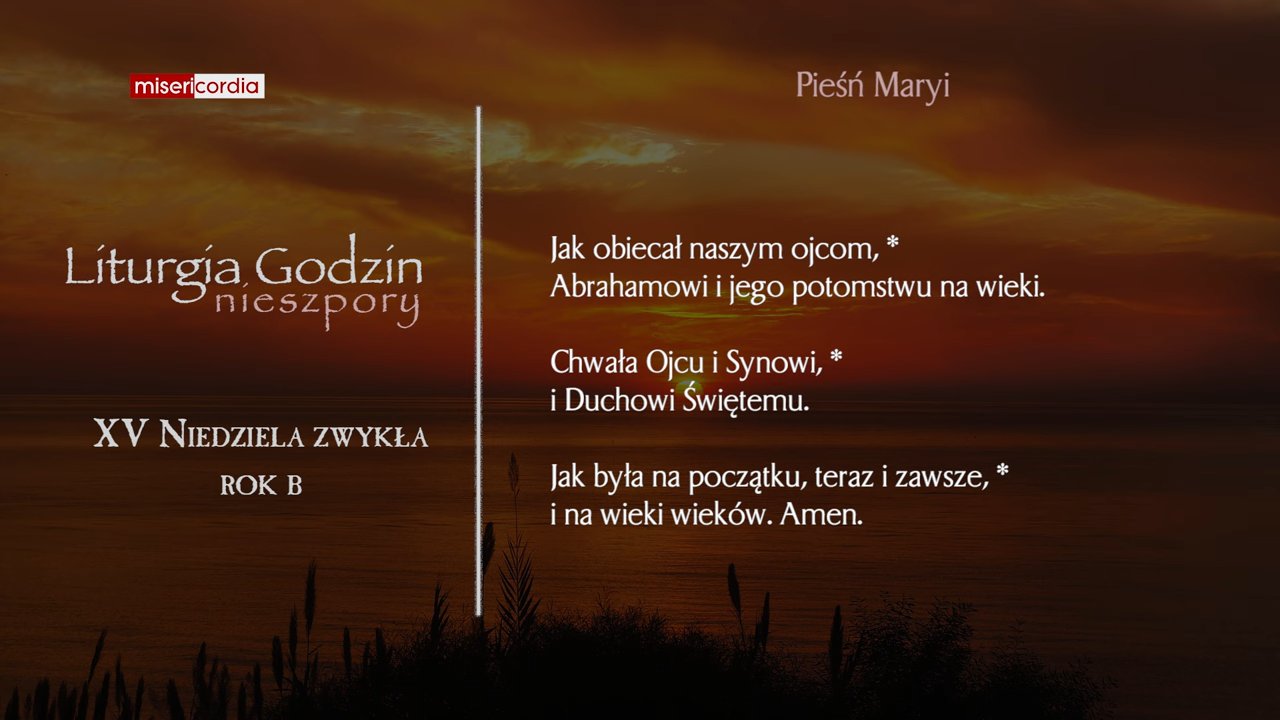 misericordia
Pieśń Maryi
Liturgia Godzin
nieszpory
XV Niedziela zwykła
rok B
Jak obiecał naszym ojcom, *
Abrahamowi i jego potomstwu na wieki.
Chwała Ojcu i Synowi, *
i Duchowi Świętemu.
Jak była na początku, teraz i zawsze, *
i na wieki wieków. Amen.